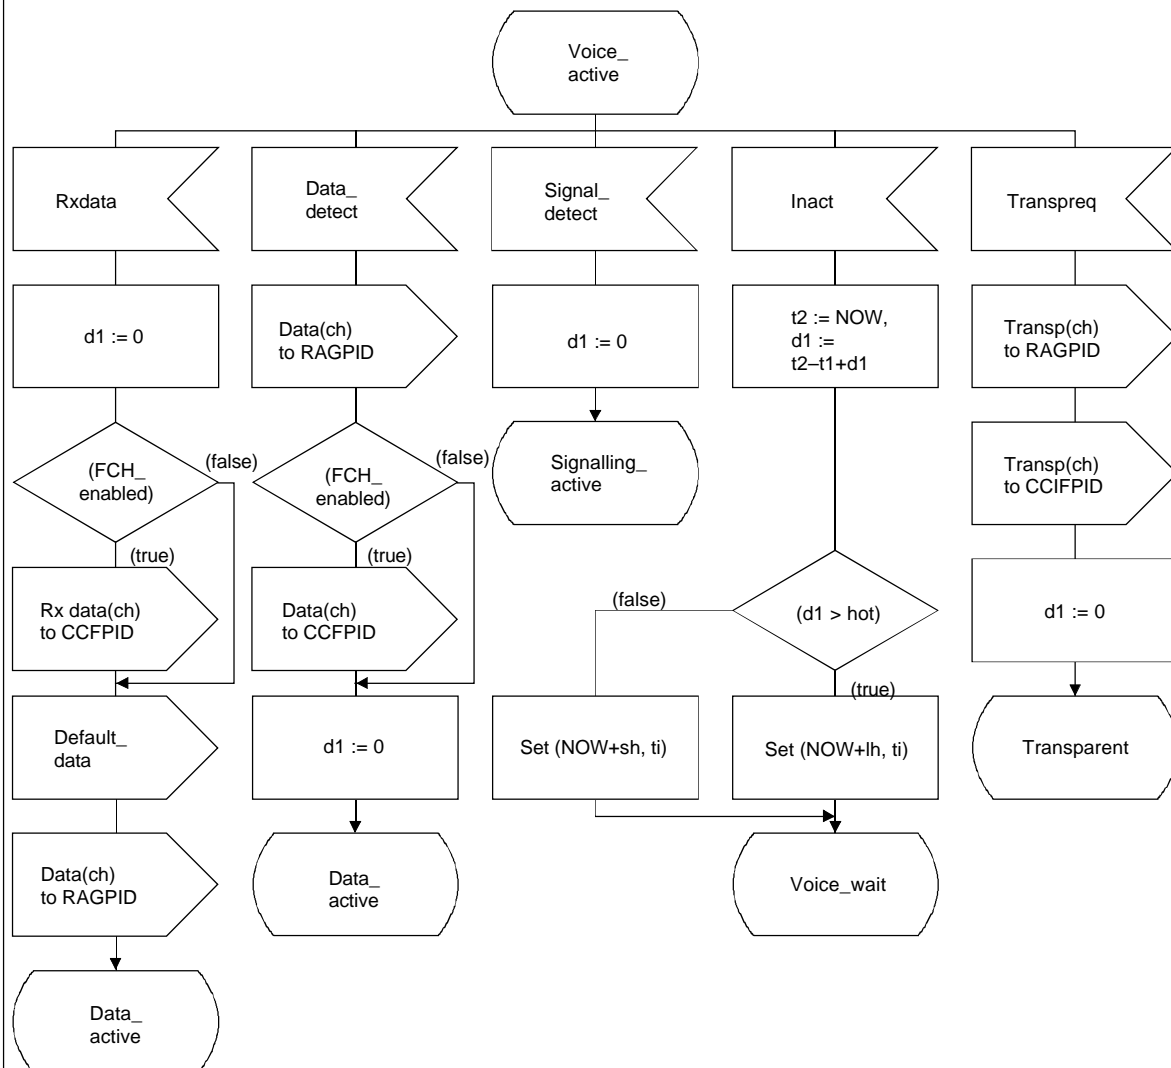 Voice_
active
Rxdata
Data_
detect
Signal_
detect
Inact
Transpreq
d1 := 0
Data(ch)
to RAGPID
d1 := 0
t2 := NOW,
d1 :=
t2–t1+d1
Transp(ch)
to RAGPID
(FCH_
enabled)
(false)
(true)
(FCH_
enabled)
(false)
(true)
Signalling_
active
Transp(ch)
to CCIFPID
Rx data(ch)
to CCFPID
Data(ch)
to CCFPID
(false)
(d1 > hot)
(true)
d1 := 0
Default_
data
d1 := 0
Set (NOW+sh, ti)
Set (NOW+lh, ti)
Transparent
Data(ch)
to RAGPID
Data_
active
Voice_wait
Data_
active